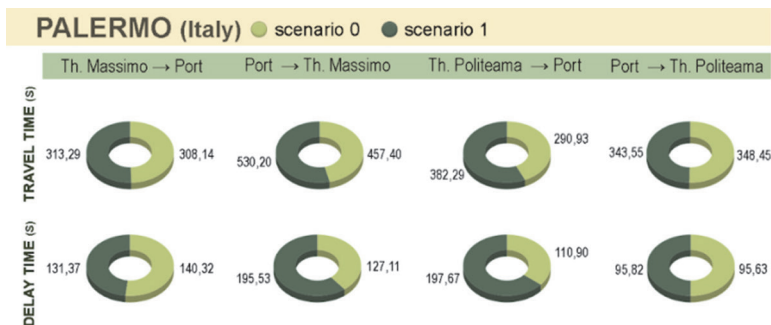 PALERMO (Italy) scenario 0 scenario 1
Th. Massimo → Port Port → Th. Massimo Th. Politeama → Port Port → Th. Politeama
TRAVEL TIME (S)
313,29 308,14 530,20 457,40 382,29 290,93 343,55 348,45
DELAY TIME (S)
131,37 140,32 195,53 127,11 197,67 110,90 95,82 95,63